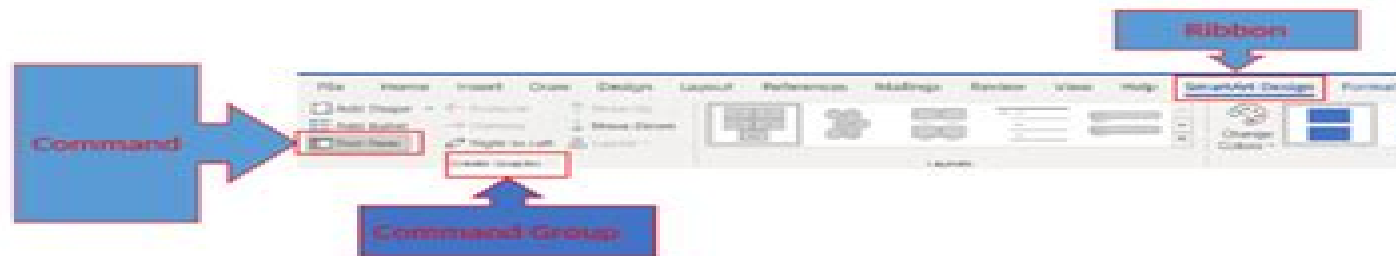 Ribbon
File Home Insert Draw Design Layout References Mailings Review View Help SmartArt Design Format
Add Shape
Add Bullet Move Down
Command
Text Pane Right to Left Layout
Change
Colors
Create Graphic Layouts
Command Group